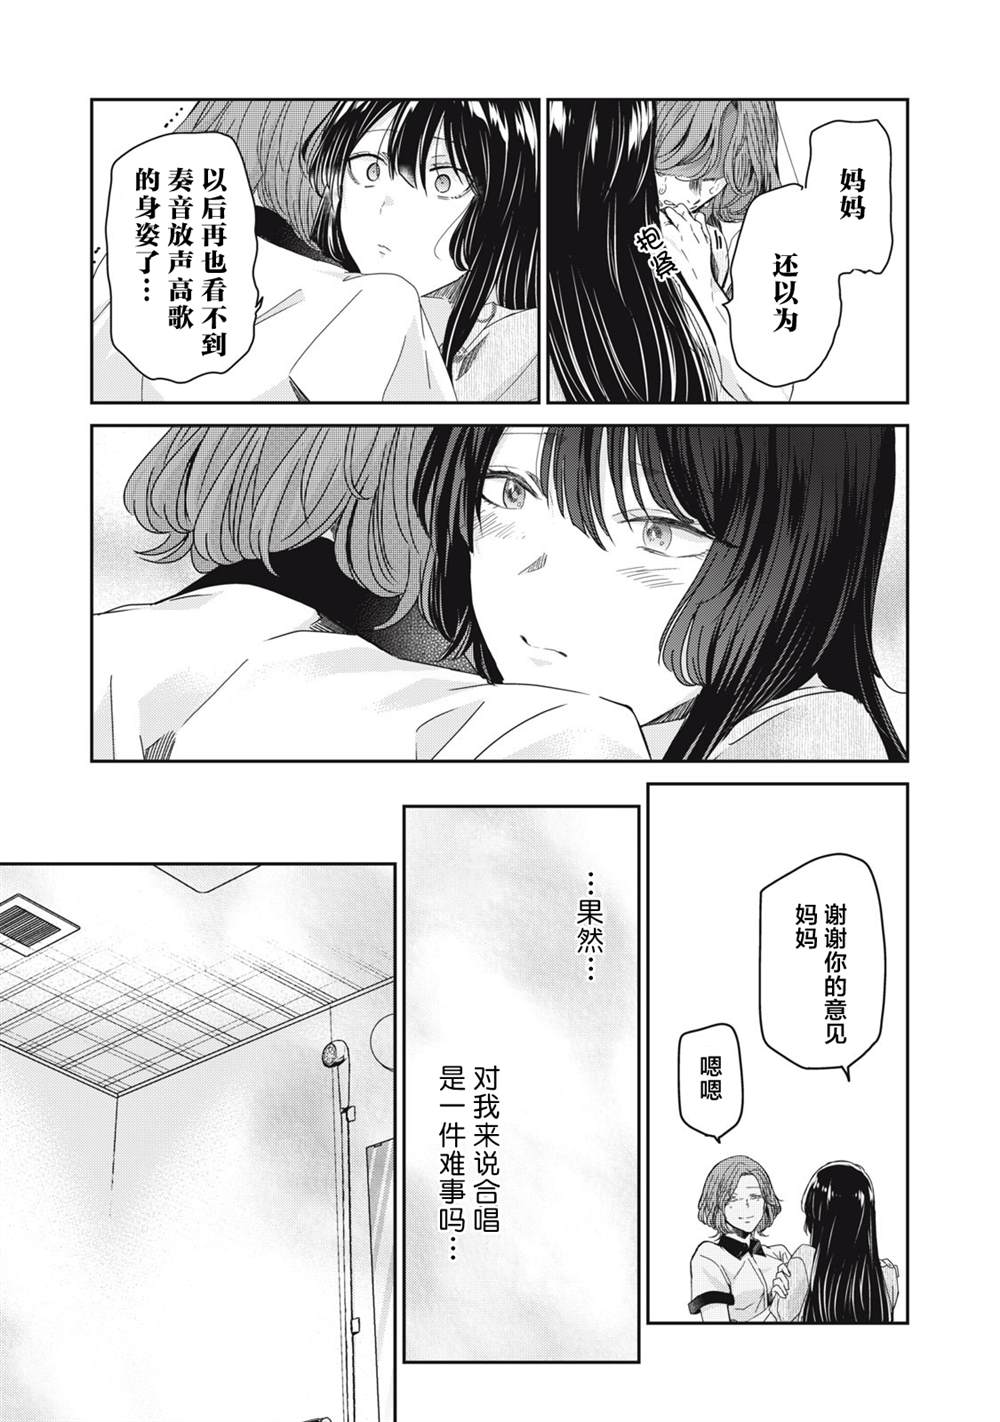 妈妈
还以为
抱紧
以后再也看不到
奏音放声高歌
的身姿了…
谢谢你的意见
妈妈
嗯嗯
…果然…
对我来说合唱
是一件难事吗…